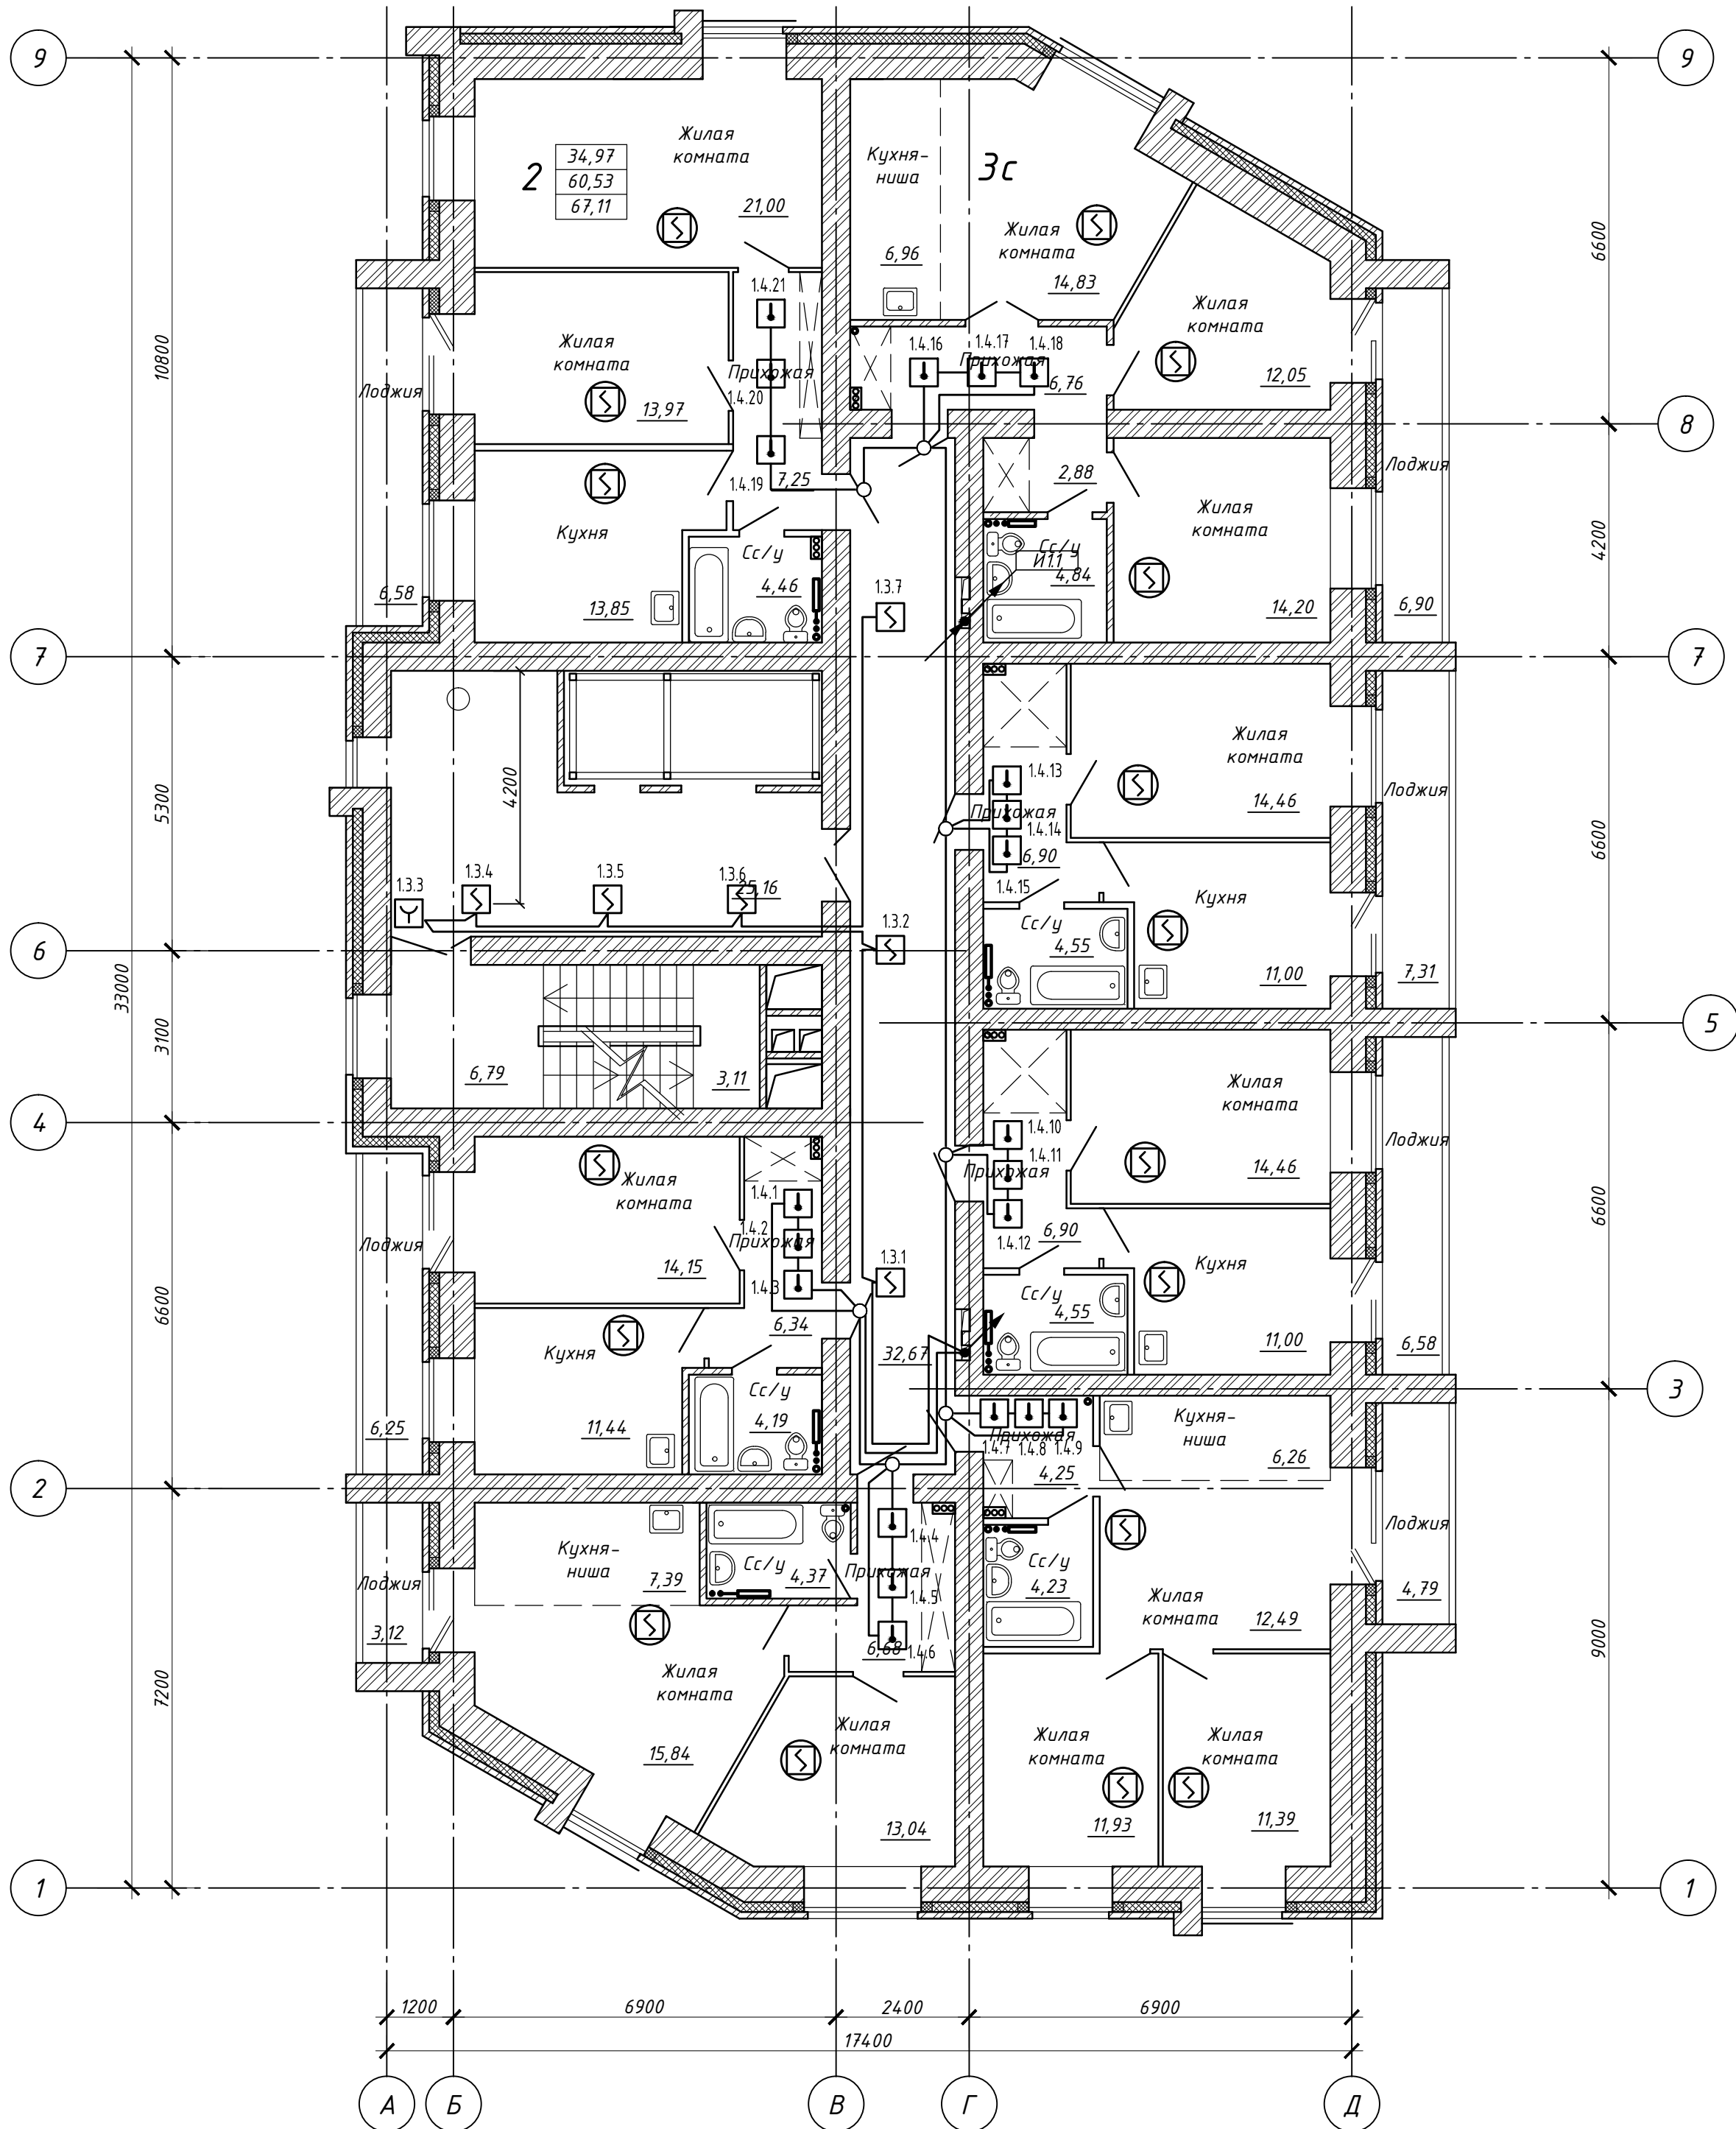 9
9
Жилая
комната
2
34,97
60,53
67,11
21,00
Кухня-
ниша
3с
6,96
Жилая
комната
14,83
6600
10800
Жилая
комната
13,97
1.4.21
Прихожая
1.4.20
1.4.19
7,25
1.4.16
1.4.17
1.4.18
Прихожая
6,76
Жилая
комната
12,05
Лоджия
6,58
8
Лоджия
6,90
2,88
Жилая
комната
14,20
4200
Кухня
13,85
Сс/у
4,46
1.3.7
Сс/у
И1.1
4,84
7
7
4200
5300
1.4.13
Прихожая
1.4.14
6,90
1.4.15
Жилая
комната
14,46
Лоджия
7,31
6600
1.3.3
1.3.4
1.3.5
1.3.6
25,16
1.3.2
Сс/у
4,55
Кухня
11,00
6
33000
3100
6,79
3,11
5
4
1.4.10
1.4.11
Прихожая
1.4.12
6,90
Жилая
комната
14,46
Лоджия
6,58
6600
Жилая
комната
14,15
1.4.1
1.4.2
Прихожая
1.4.3
6,34
1.3.1
Лоджия
6,25
6600
Сс/у
4,55
Кухня
11,00
32,67
Кухня
11,44
Сс/у
4,19
3
Прихожая
1.4.7
1.4.8
1.4.9
4,25
Кухня-
ниша
6,26
2
Лоджия
4,79
Кухня-
ниша
7,39
Сс/у
4,37
1.4.4
Прихожая
1.4.5
1.4.6
6,68
Сс/у
4,23
Жилая
комната
12,49
Лоджия
3,12
9000
7200
Жилая
комната
15,84
Жилая
комната
13,04
Жилая
комната
11,93
Жилая
комната
11,39
1
1
1200
6900
2400
6900
17400
А
Б
В
Г
Д